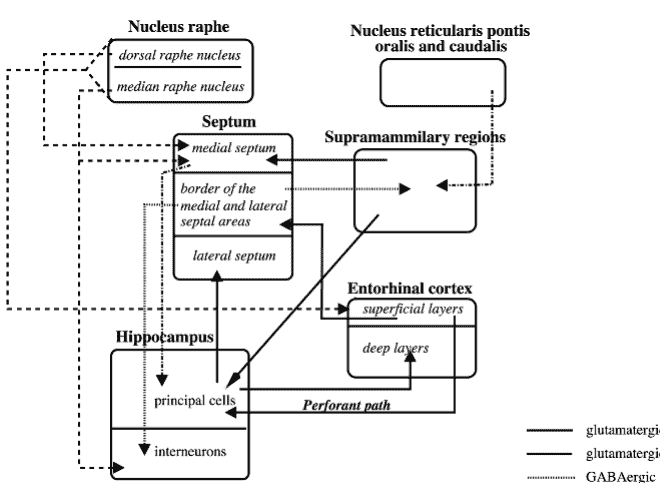 Nucleus raphe
dorsal raphe nucleus
median raphe nucleus
Nucleus reticularis pontis
oralis and caudalis
Septum
medial septum
border of the
medial and lateral
septal areas
lateral septum
Supramammilary regions
Entorhinal cortex
superficial layers
deep layers
Hippocampus
principal cells
interneurons
Perforant path
glutamatergic
glutamatergic
GABAergic